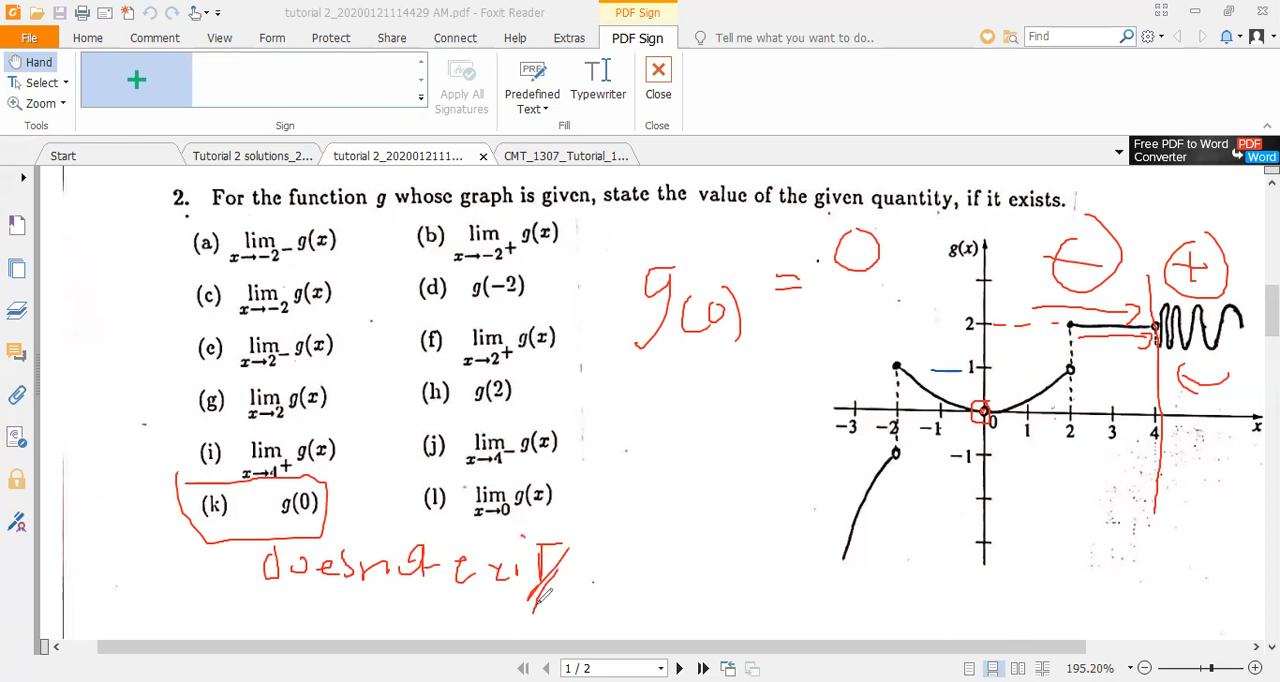 tutorial 2_20200121114429 AM.pdf - Foxit Reader
PDF Sign
File Home Comment View Form Protect Share Connect Help Extras PDF Sign Tell me what you want to do.. Find
Hand
Select
Zoom
Apply All Signatures
PRE
Predefined Text
Typewriter
Close
Tools Sign Fill Close
Start Tutorial 2 solutions_2... tutorial 2_2020012111... CMT_1307_Tutorial_1...
Free PDF to Word Converter
PDF
Word
2. For the function g whose graph is given, state the value of the given quantity, if it exists.
(a) lim x→-2- g(x)
(b) lim x→-2+ g(x)
(c) lim x→-2 g(x)
(d) g(-2)
(e) lim x→2- g(x)
(f) lim x→2+ g(x)
(g) lim x→2 g(x)
(h) g(2)
(i) lim x→4+ g(x)
(j) lim x→4- g(x)
(k) g(0)
(l) lim x→0 g(x)
g(0) = 0
- +
g(x)
2
1
-3 -2 -1 0 1 2 3 4 x
-1
doesnot exit
1 / 2
195.20%